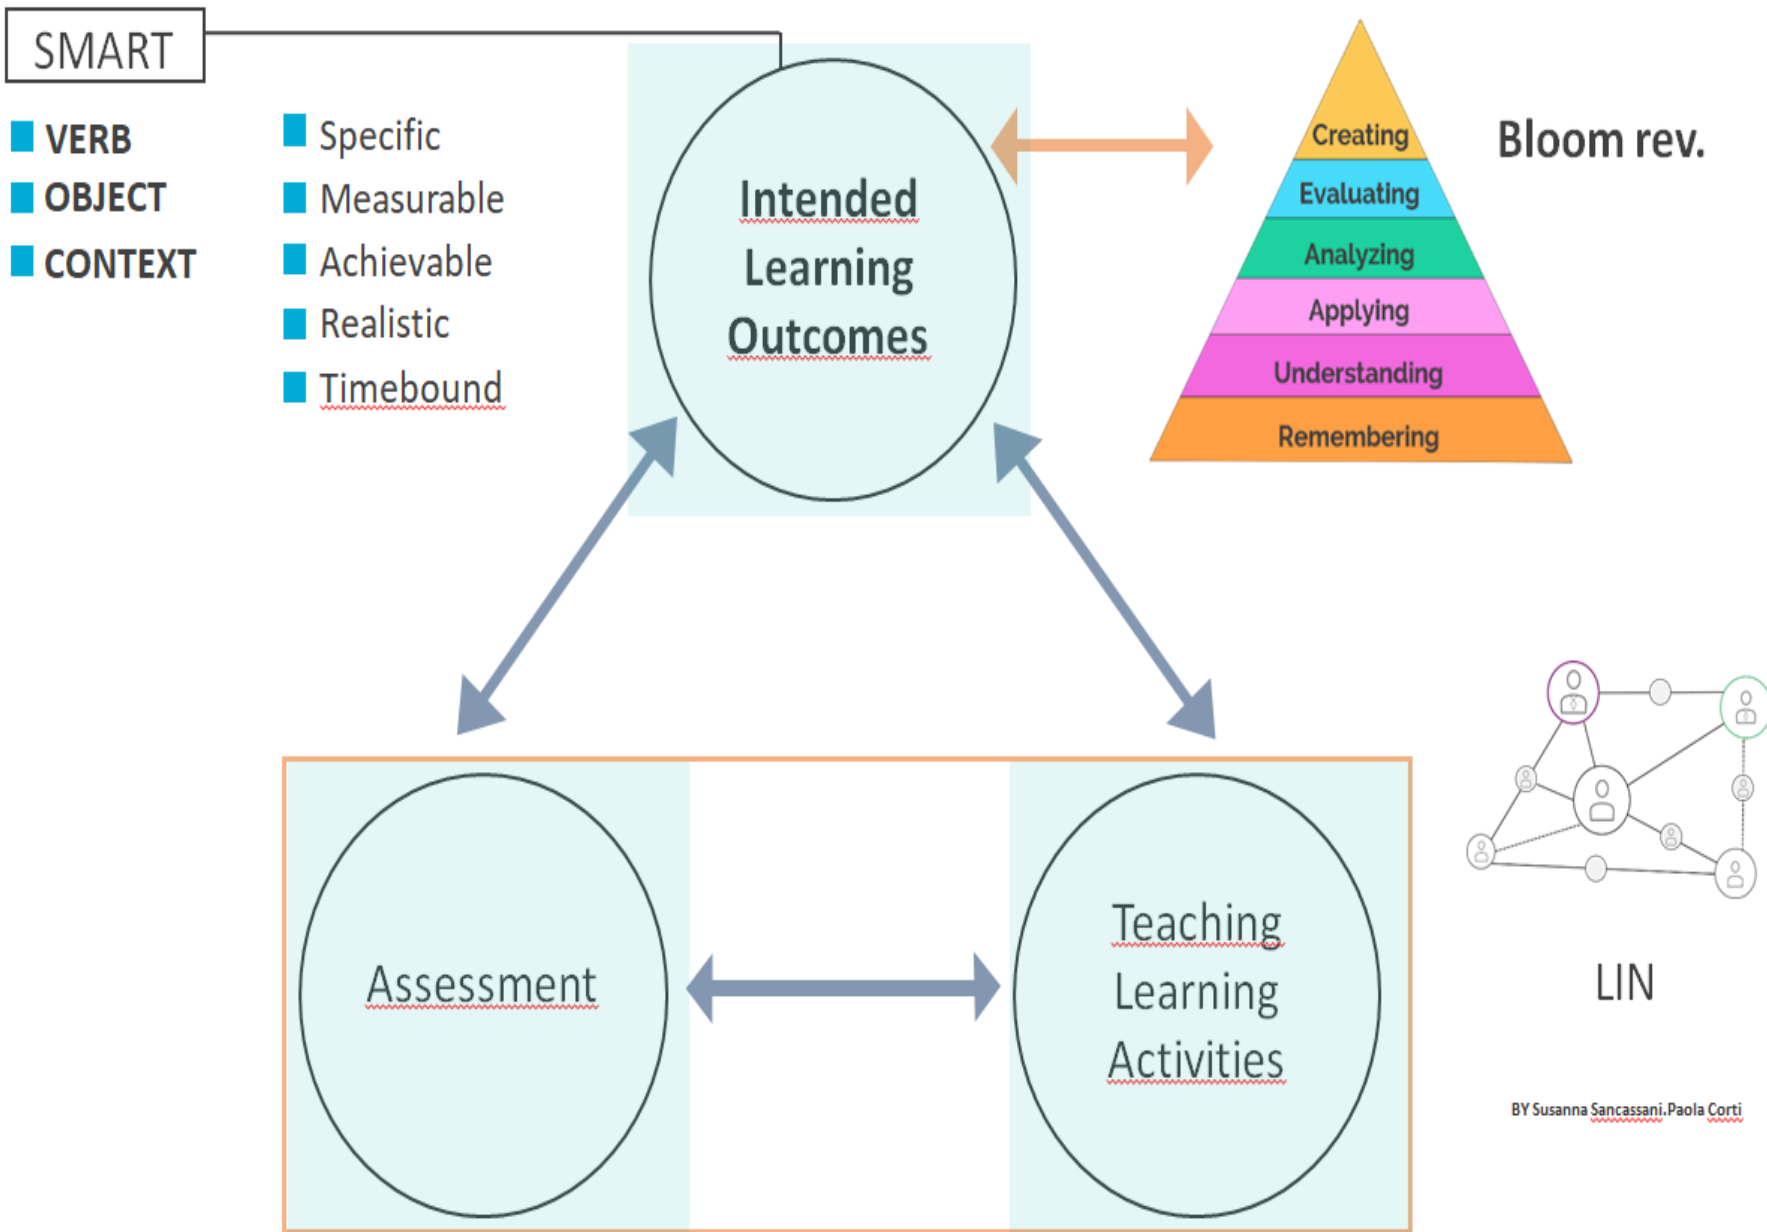 SMART
VERB
OBJECT
CONTEXT
Specific
Measurable
Achievable
Realistic
Timebound
Intended
Learning
Outcomes
Creating
Evaluating
Analyzing
Applying
Understanding
Remembering
Bloom rev.
Assessment
Teaching
Learning
Activities
LIN
BY Susanna Sancassani.Paola Corti